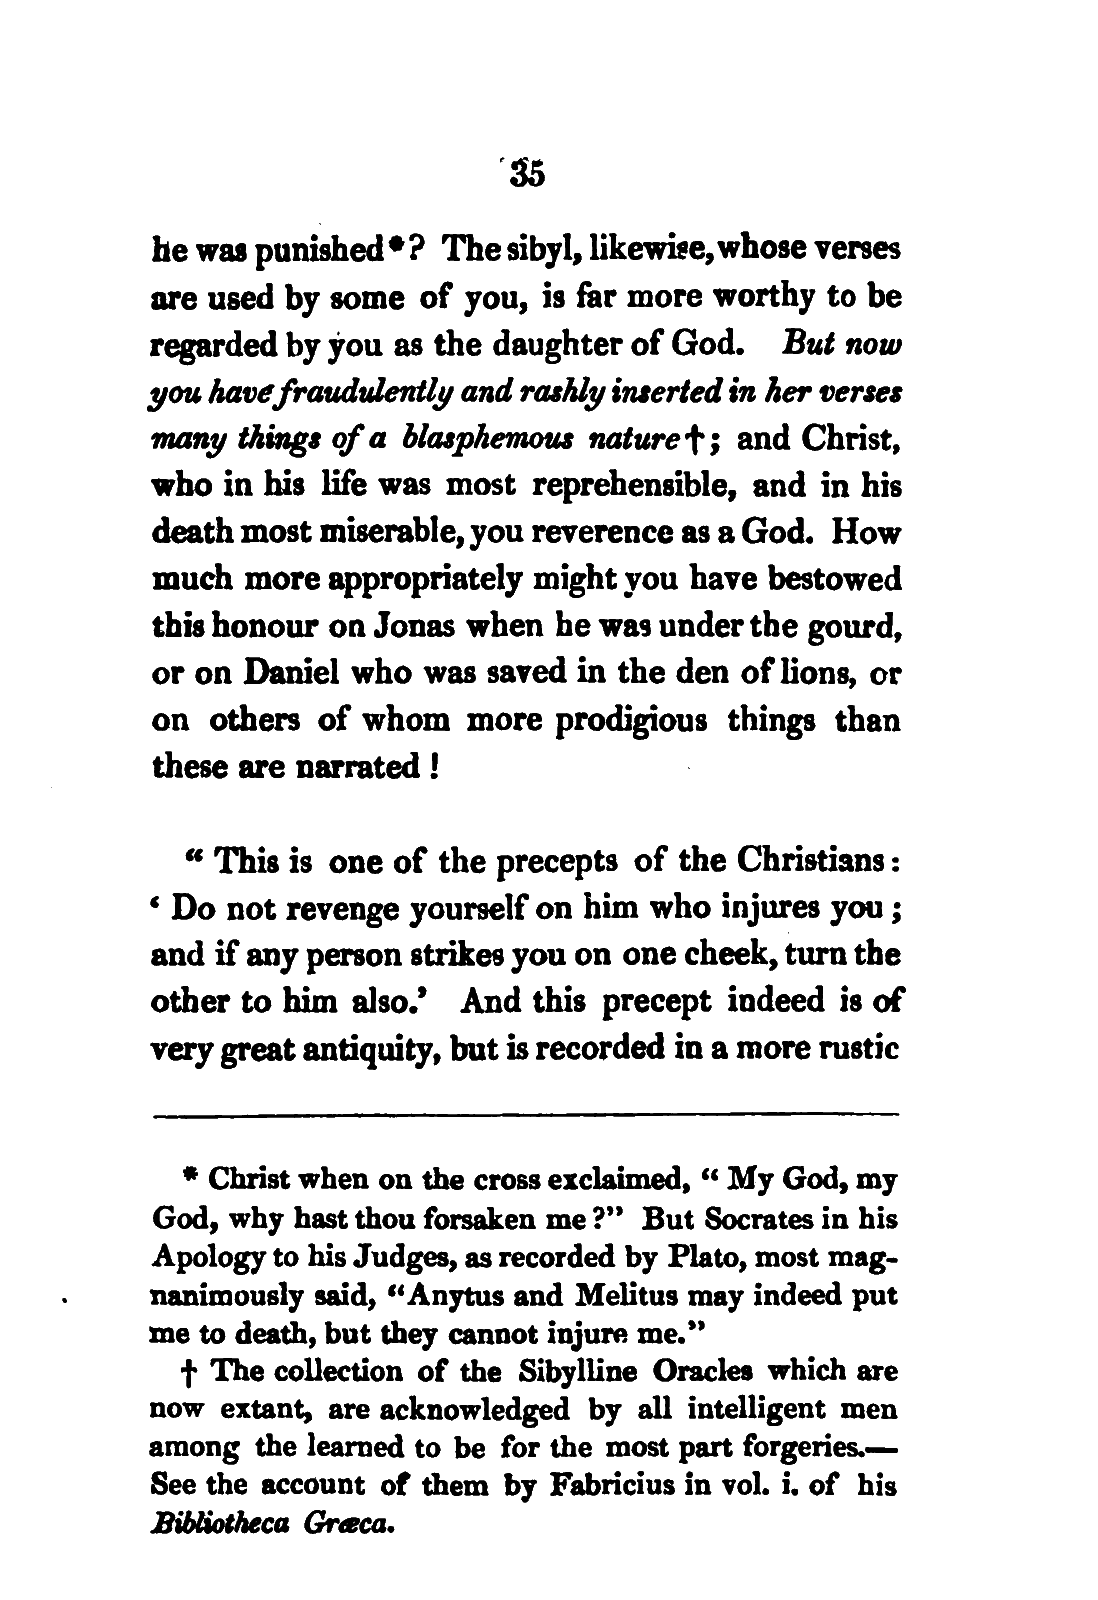 35
he was punished*? The sibyl, likewise, whose verses
are used by some of you, is far more worthy to be
regarded by you as the daughter of God. But now
you have fraudulently and rashly inserted in her verses
many things of a blasphemous nature†; and Christ,
who in his life was most reprehensible, and in his
death most miserable, you reverence as a God. How
much more appropriately might you have bestowed
this honour on Jonas when he was under the gourd,
or on Daniel who was saved in the den of lions, or
on others of whom more prodigious things than
these are narrated!
“This is one of the precepts of the Christians:
‘Do not revenge yourself on him who injures you;
and if any person strikes you on one cheek, turn the
other to him also.’ And this precept indeed is of
very great antiquity, but is recorded in a more rustic
* Christ when on the cross exclaimed, “My God, my
God, why hast thou forsaken me?” But Socrates in his
Apology to his Judges, as recorded by Plato, most mag-
nanimously said, “Anytus and Melitus may indeed put
me to death, but they cannot injure me.”
† The collection of the Sibylline Oracles which are
now extant, are acknowledged by all intelligent men
among the learned to be for the most part forgeries.—
See the account of them by Fabricius in vol. i. of his
Bibliotheca Græca.